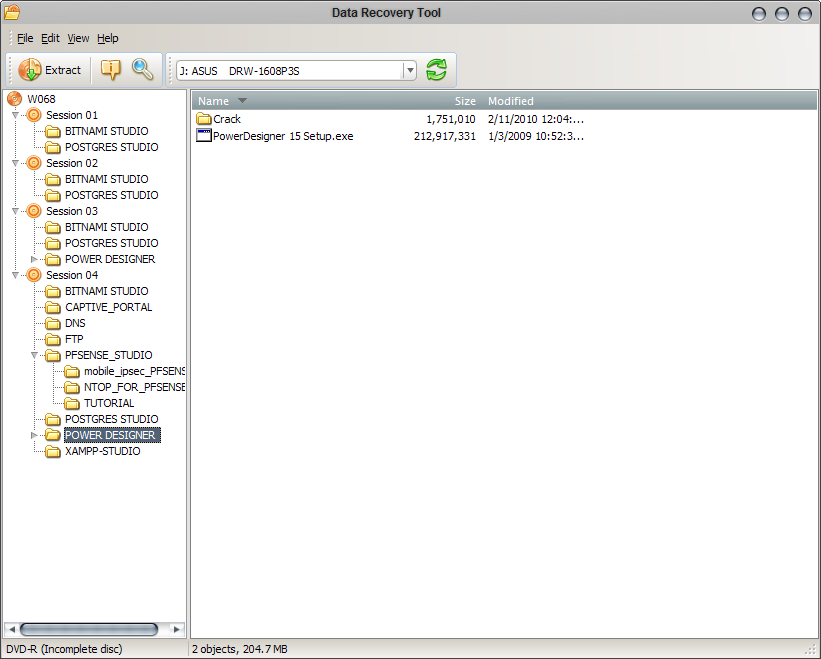 Data Recovery Tool
File Edit View Help
Extract
J: ASUS DRW-1608P3S
W068
Session 01
BITNAMI STUDIO
POSTGRES STUDIO
Session 02
BITNAMI STUDIO
POSTGRES STUDIO
Session 03
BITNAMI STUDIO
POSTGRES STUDIO
POWER DESIGNER
Session 04
BITNAMI STUDIO
CAPTIVE_PORTAL
DNS
FTP
PFSENSE_STUDIO
mobile_ipsec_PFSENS
NTOP_FOR_PFSENSE
TUTORIAL
POSTGRES STUDIO
POWER DESIGNER
XAMPP-STUDIO
Name Size Modified
Crack 1,751,010 2/11/2010 12:04:...
PowerDesigner 15 Setup.exe 212,917,331 1/3/2009 10:52:3...
DVD-R (Incomplete disc) 2 objects, 204.7 MB